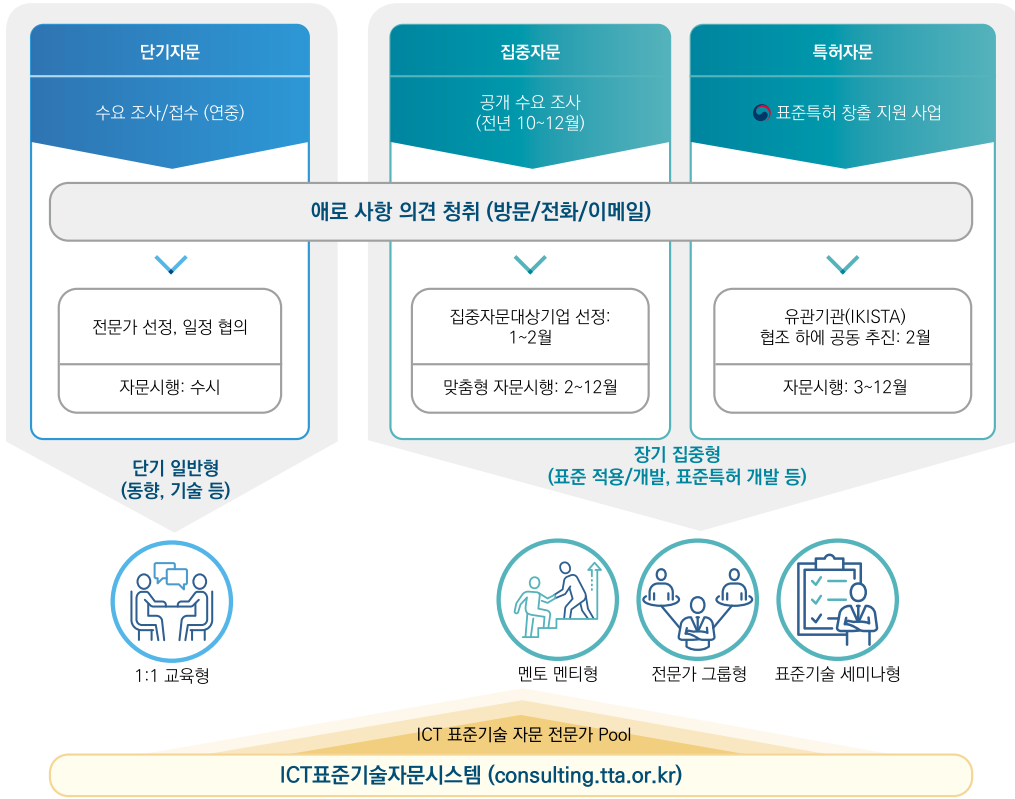 단기자문
수요 조사/접수 (연중)
집중자문
공개 수요 조사
(전년 10~12월)
특허자문
표준특허 창출 지원 사업
애로 사항 의견 청취 (방문/전화/이메일)
전문가 선정, 일정 협의
자문시행: 수시
집중자문대상기업 선정:
1~2월
맞춤형 자문시행: 2~12월
유관기관(IKISTA)
협조 하에 공동 추진: 2월
자문시행: 3~12월
단기 일반형
(동향, 기술 등)
장기 집중형
(표준 적용/개발, 표준특허 개발 등)
1:1 교육형
멘토 멘티형
전문가 그룹형
표준기술 세미나형
ICT 표준기술 자문 전문가 Pool
ICT표준기술자문시스템 (consulting.tta.or.kr)